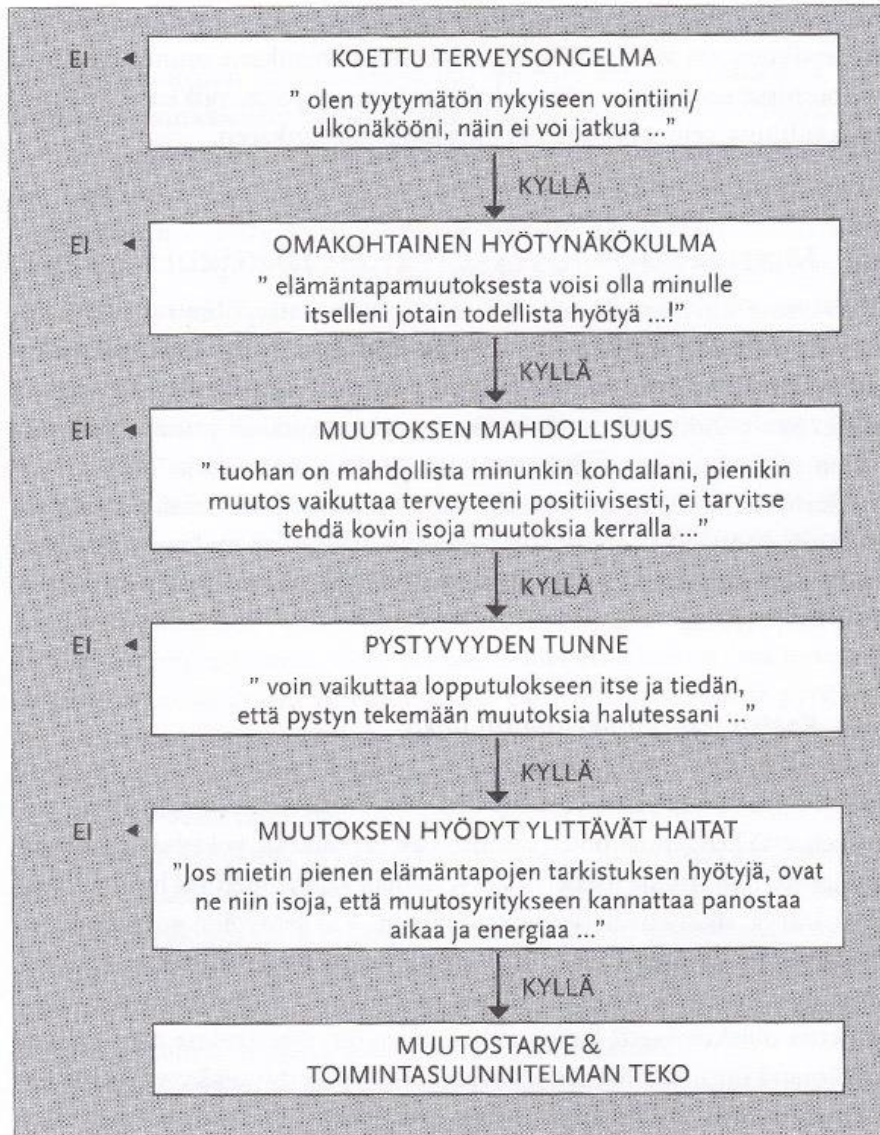 EI
KOETTU TERVEYSONGELMA
” olen tyytymätön nykyiseen vointiini/
ulkonäkööni, näin ei voi jatkua ...”
KYLLÄ
EI
OMAKOHTAINEN HYÖTYNÄKÖKULMA
” elämäntapamuutoksesta voisi olla minulle
itselleni jotain todellista hyötyä ...!”
KYLLÄ
EI
MUUTOKSEN MAHDOLLISUUS
” tuohan on mahdollista minunkin kohdallani, pienikin
muutos vaikuttaa terveyteeni positiivisesti, ei tarvitse
tehdä kovin isoja muutoksia kerralla ...”
KYLLÄ
EI
PYSTYVYYDEN TUNNE
” voin vaikuttaa lopputulokseen itse ja tiedän,
että pystyn tekemään muutoksia halutessani ...”
KYLLÄ
EI
MUUTOKSEN HYÖDYT YLITTÄVÄT HAITAT
”Jos mietin pienen elämäntapojen tarkistuksen hyötyjä, ovat
ne niin isoja, että muutosyritykseen kannattaa panostaa
aikaa ja energiaa ...”
KYLLÄ
MUUTOSTARVE &
TOIMINTASUUNNITELMAN TEKO